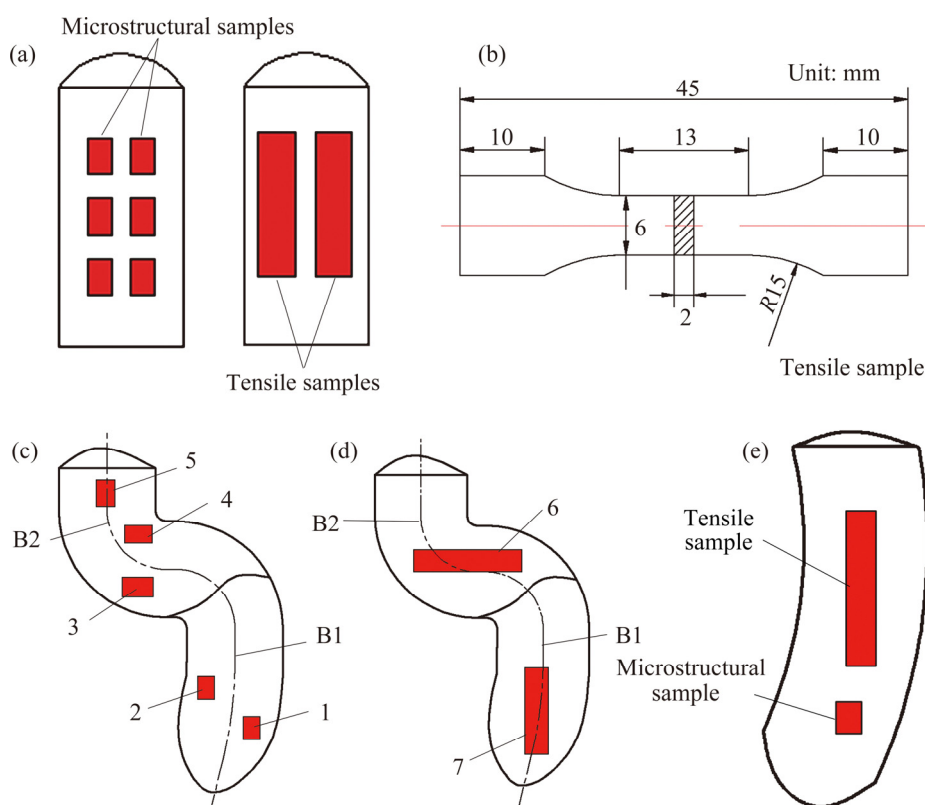 Microstructural samples
(a)
Tensile samples
(b)
Unit: mm
45
10
13
10
6
2
R15
Tensile sample
(c)
5
4
B2
3
B1
2
1
(d)
6
B2
B1
7
(e)
Tensile
sample
Microstructural
sample